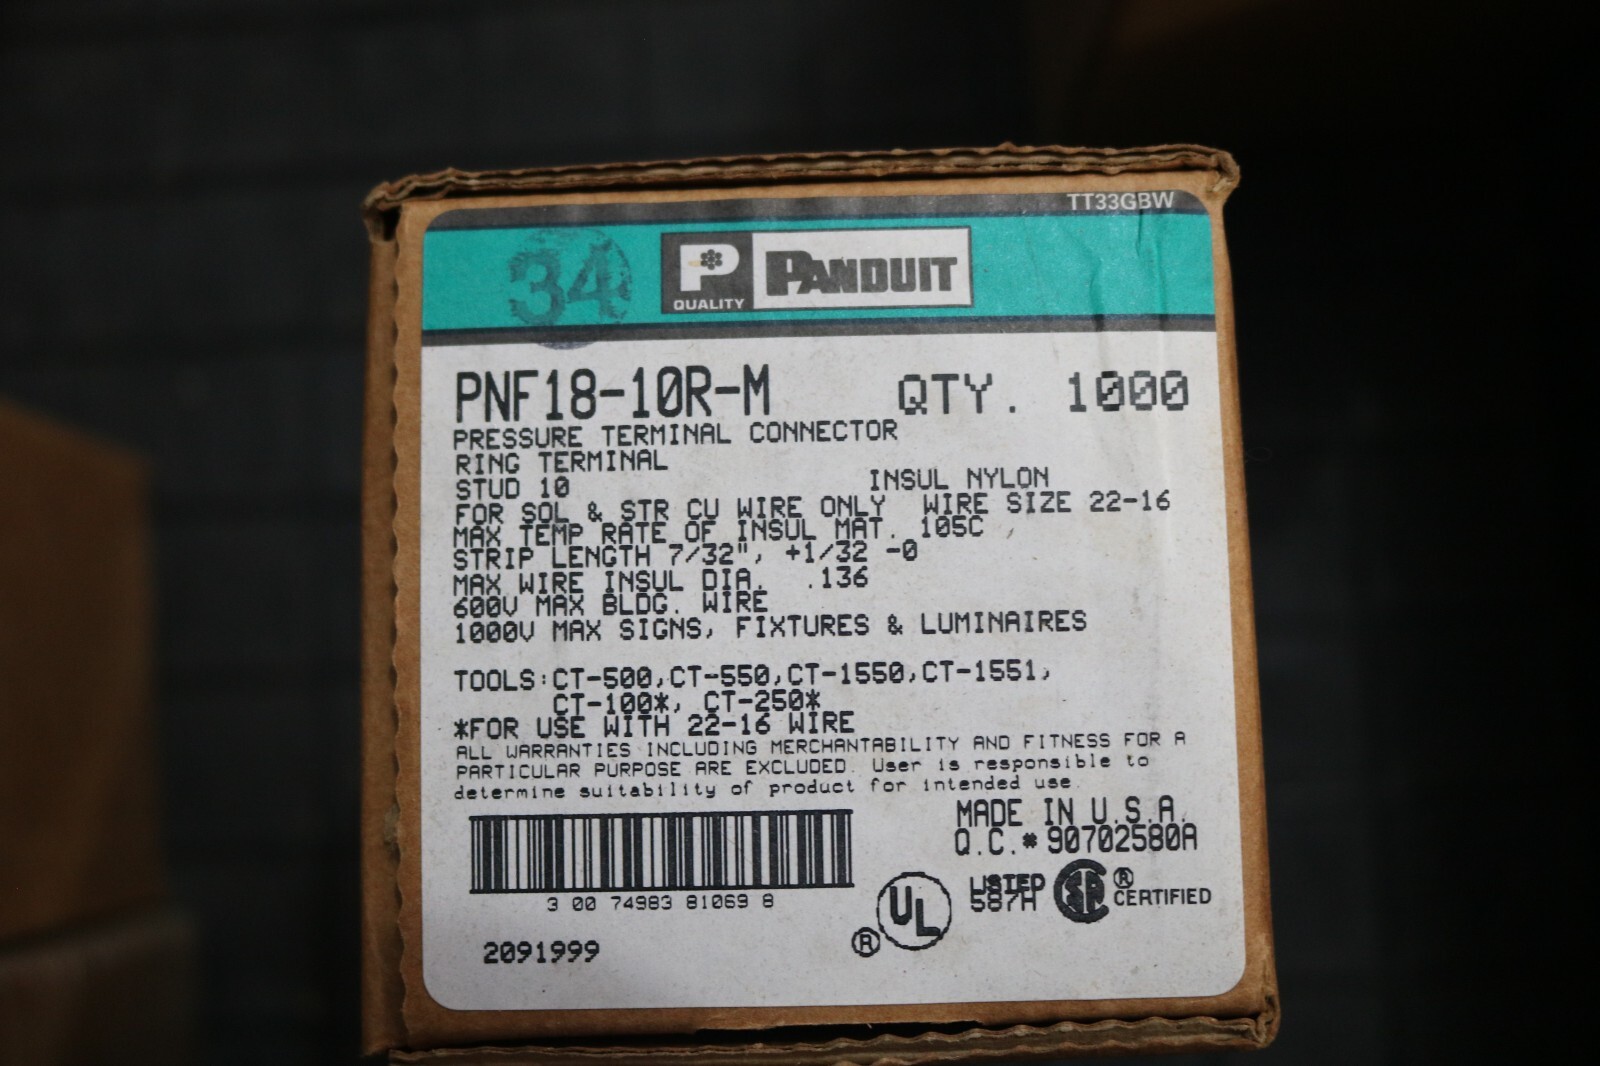 TT33GBW
34
P PANDUIT
QUALITY
PNF18-10R-M QTY. 1000
PRESSURE TERMINAL CONNECTOR
RING TERMINAL
STUD 10 INSUL NYLON
FOR SOL & STR CU WIRE ONLY WIRE SIZE 22-16
MAX TEMP RATE OF INSUL MAT. 105C
STRIP LENGTH 7/32", +1/32 -0
MAX WIRE INSUL DIA. .136
600V MAX BLDG. WIRE
1000V MAX SIGNS, FIXTURES & LUMINAIRES
TOOLS:CT-500,CT-550,CT-1550,CT-1551,
CT-100*, CT-250*
*FOR USE WITH 22-16 WIRE
ALL WARRANTIES INCLUDING MERCHANTABILITY AND FITNESS FOR A
PARTICULAR PURPOSE ARE EXCLUDED. User is responsible to
determine suitability of product for intended use.
MADE IN U.S.A.
Q.C.# 90702580A
3 00 74983 81069 8
UL ® LISTED 587H SA ® CERTIFIED
2091999